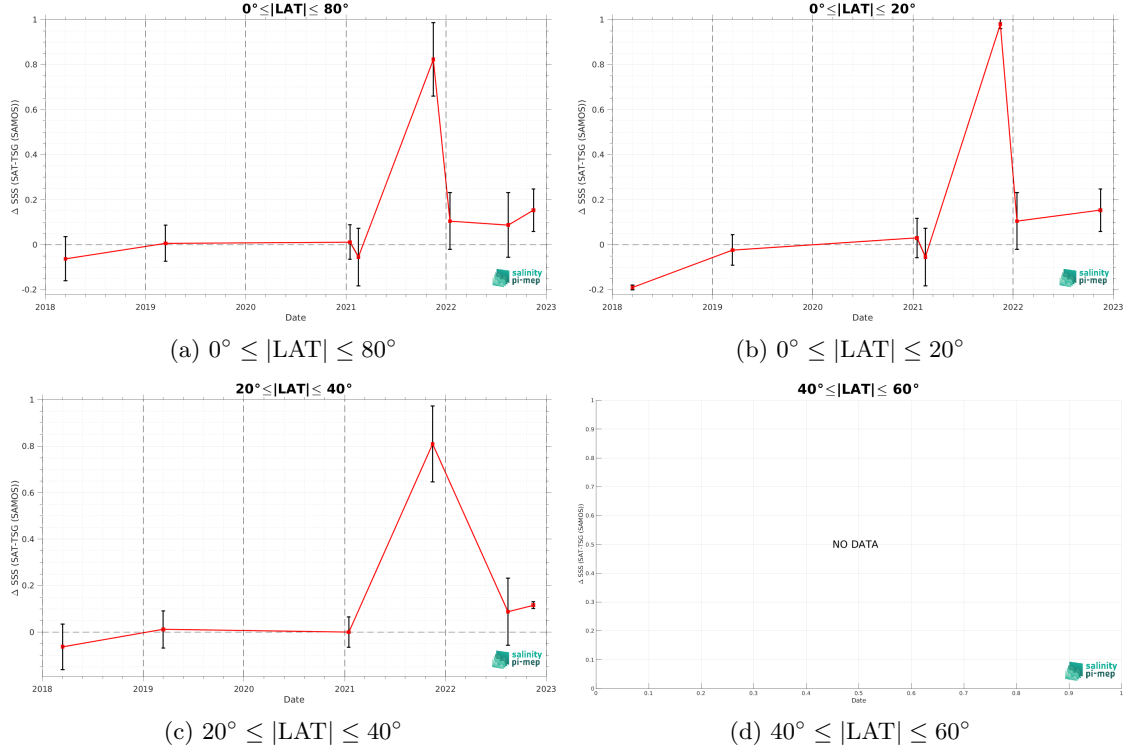 0°≤|LAT|≤ 80°
Δ SSS (SAT-TSG (SAMOS))
1
0.8
0.6
0.4
0.2
0
-0.2
2018 2019 2020 2021 2022 2023
Date
salinity
pi-mep
(a) 0° ≤ |LAT| ≤ 80°
0°≤|LAT|≤ 20°
Δ SSS (SAT-TSG (SAMOS))
1
0.8
0.6
0.4
0.2
0
-0.2
2018 2019 2020 2021 2022 2023
Date
salinity
pi-mep
(b) 0° ≤ |LAT| ≤ 20°
20°≤|LAT|≤ 40°
Δ SSS (SAT-TSG (SAMOS))
1
0.8
0.6
0.4
0.2
0
2018 2019 2020 2021 2022 2023
Date
salinity
pi-mep
(c) 20° ≤ |LAT| ≤ 40°
40°≤|LAT|≤ 60°
Δ SSS (SAT-TSG (SAMOS))
1
0.9
0.8
0.7
0.6
0.5
0.4
0.3
0.2
0.1
0
NO DATA
0 0.1 0.2 0.3 0.4 0.5 0.6 0.7 0.8 0.9 1
Date
salinity
pi-mep
(d) 40° ≤ |LAT| ≤ 60°